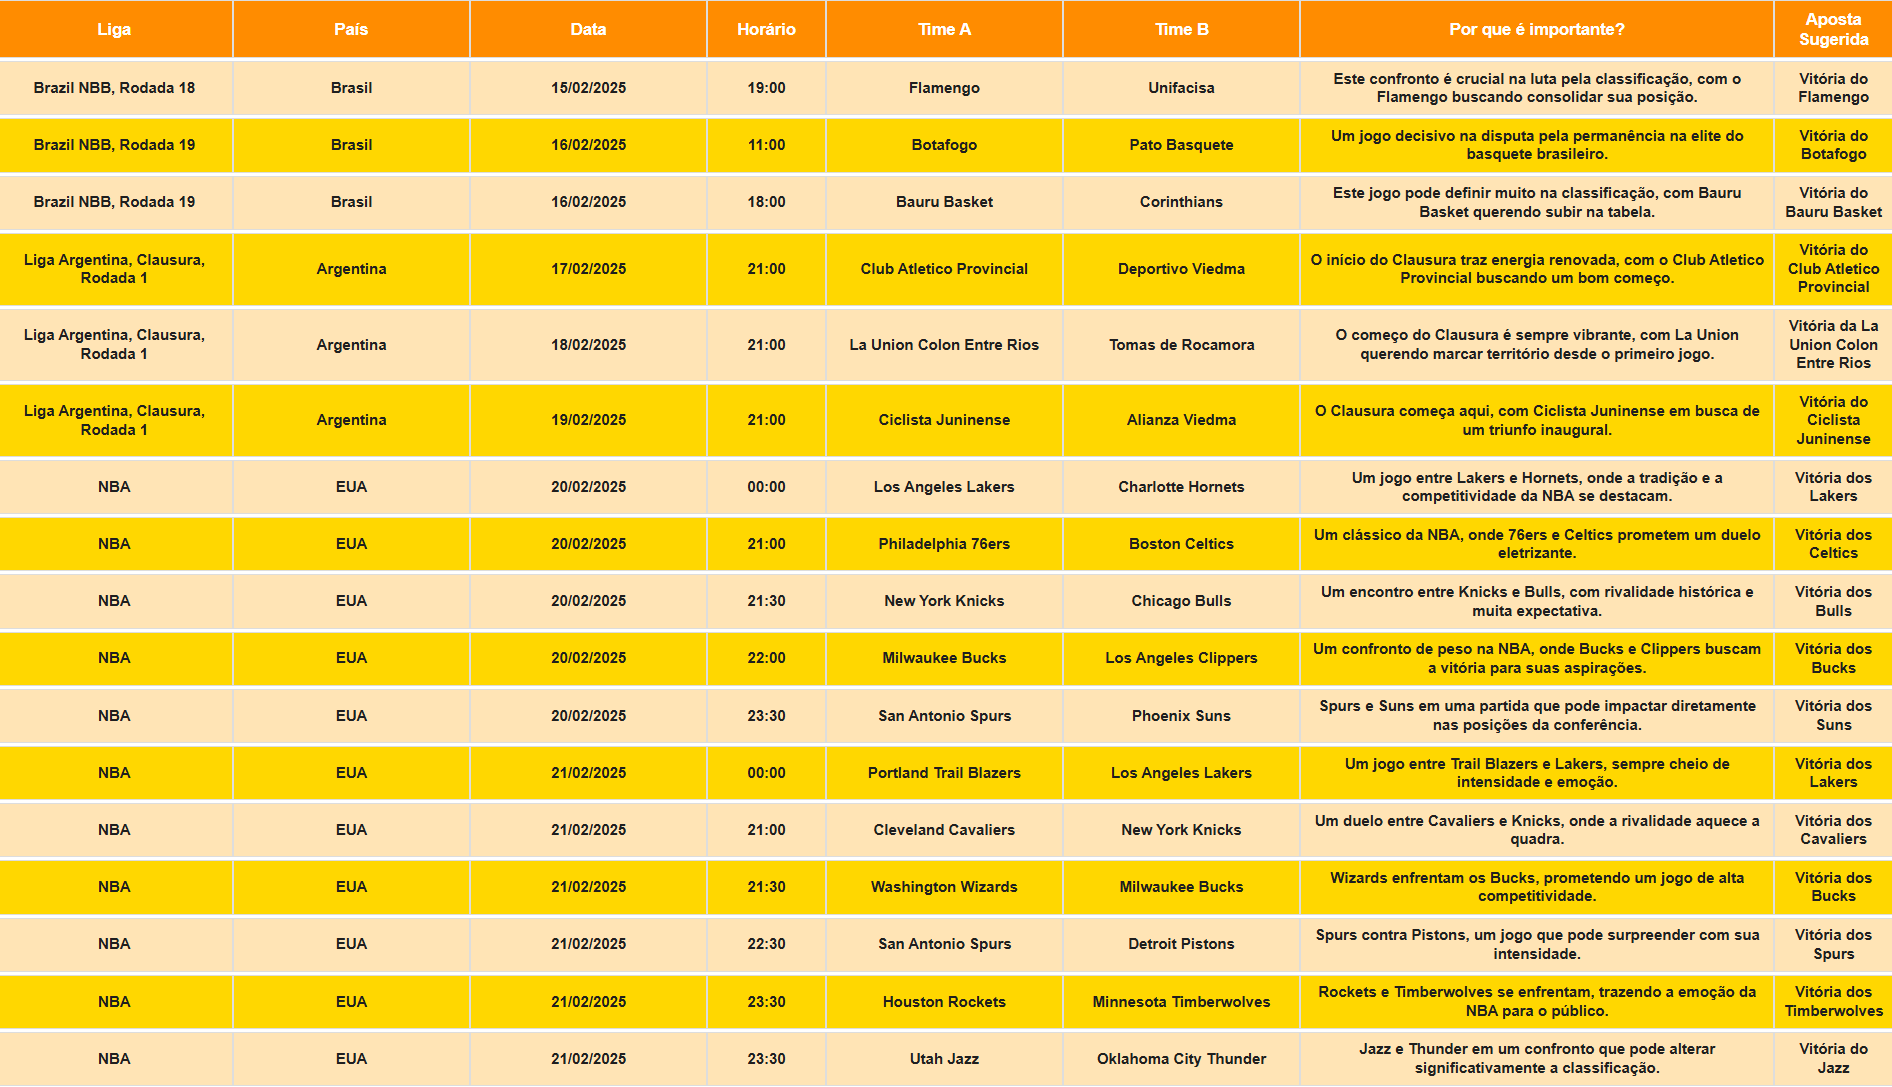 Liga País Data Horário Time A Time B Por que é importante? Aposta
Sugerida
Brazil NBB, Rodada 18 Brasil 15/02/2025 19:00 Flamengo Unifacisa Este confronto é crucial na luta pela classificação, com o Vitória do
Flamengo buscando consolidar sua posição. Flamengo
Brazil NBB, Rodada 19 Brasil 16/02/2025 11:00 Botafogo Pato Basquete Um jogo decisivo na disputa pela permanência na elite do Vitória do
basquete brasileiro. Botafogo
Brazil NBB, Rodada 19 Brasil 16/02/2025 18:00 Bauru Basket Corinthians Este jogo pode definir muito na classificação, com Bauru Vitória do
Basket querendo subir na tabela. Bauru Basket
Liga Argentina, Clausura, Argentina 17/02/2025 21:00 Club Atletico Provincial Deportivo Viedma O início do Clausura traz energia renovada, com o Club Atletico Vitória do
Rodada 1 Provincial buscando um bom começo. Club Atletico
Provincial
Liga Argentina, Clausura, Argentina 18/02/2025 21:00 La Union Colon Entre Rios Tomas de Rocamora O começo do Clausura é sempre vibrante, com La Union Vitória da La
Rodada 1 querendo marcar território desde o primeiro jogo. Union Colon
Entre Rios
Liga Argentina, Clausura, Argentina 19/02/2025 21:00 Ciclista Juninense Alianza Viedma O Clausura começa aqui, com Ciclista Juninense em busca de Vitória do
Rodada 1 um triunfo inaugural. Ciclista
Juninense
NBA EUA 20/02/2025 00:00 Los Angeles Lakers Charlotte Hornets Um jogo entre Lakers e Hornets, onde a tradição e a Vitória dos
competitividade da NBA se destacam. Lakers
NBA EUA 20/02/2025 21:00 Philadelphia 76ers Boston Celtics Um clássico da NBA, onde 76ers e Celtics prometem um duelo Vitória dos
eletrizante. Celtics
NBA EUA 20/02/2025 21:30 New York Knicks Chicago Bulls Um encontro entre Knicks e Bulls, com rivalidade histórica e Vitória dos
muita expectativa. Bulls
NBA EUA 20/02/2025 22:00 Milwaukee Bucks Los Angeles Clippers Um confronto de peso na NBA, onde Bucks e Clippers buscam Vitória dos
a vitória para suas aspirações. Bucks
NBA EUA 20/02/2025 23:30 San Antonio Spurs Phoenix Suns Spurs e Suns em uma partida que pode impactar diretamente Vitória dos
nas posições da conferência. Suns
NBA EUA 21/02/2025 00:00 Portland Trail Blazers Los Angeles Lakers Um jogo entre Trail Blazers e Lakers, sempre cheio de Vitória dos
intensidade e emoção. Lakers
NBA EUA 21/02/2025 21:00 Cleveland Cavaliers New York Knicks Um duelo entre Cavaliers e Knicks, onde a rivalidade aquece a Vitória dos
quadra. Cavaliers
NBA EUA 21/02/2025 21:30 Washington Wizards Milwaukee Bucks Wizards enfrentam os Bucks, prometendo um jogo de alta Vitória dos
competitividade. Bucks
NBA EUA 21/02/2025 22:30 San Antonio Spurs Detroit Pistons Spurs contra Pistons, um jogo que pode surpreender com sua Vitória dos
intensidade. Spurs
NBA EUA 21/02/2025 23:30 Houston Rockets Minnesota Timberwolves Rockets e Timberwolves se enfrentam, trazendo a emoção da Vitória dos
NBA para o público. Timberwolves
NBA EUA 21/02/2025 23:30 Utah Jazz Oklahoma City Thunder Jazz e Thunder em um confronto que pode alterar Vitória do
significativamente a classificação. Jazz